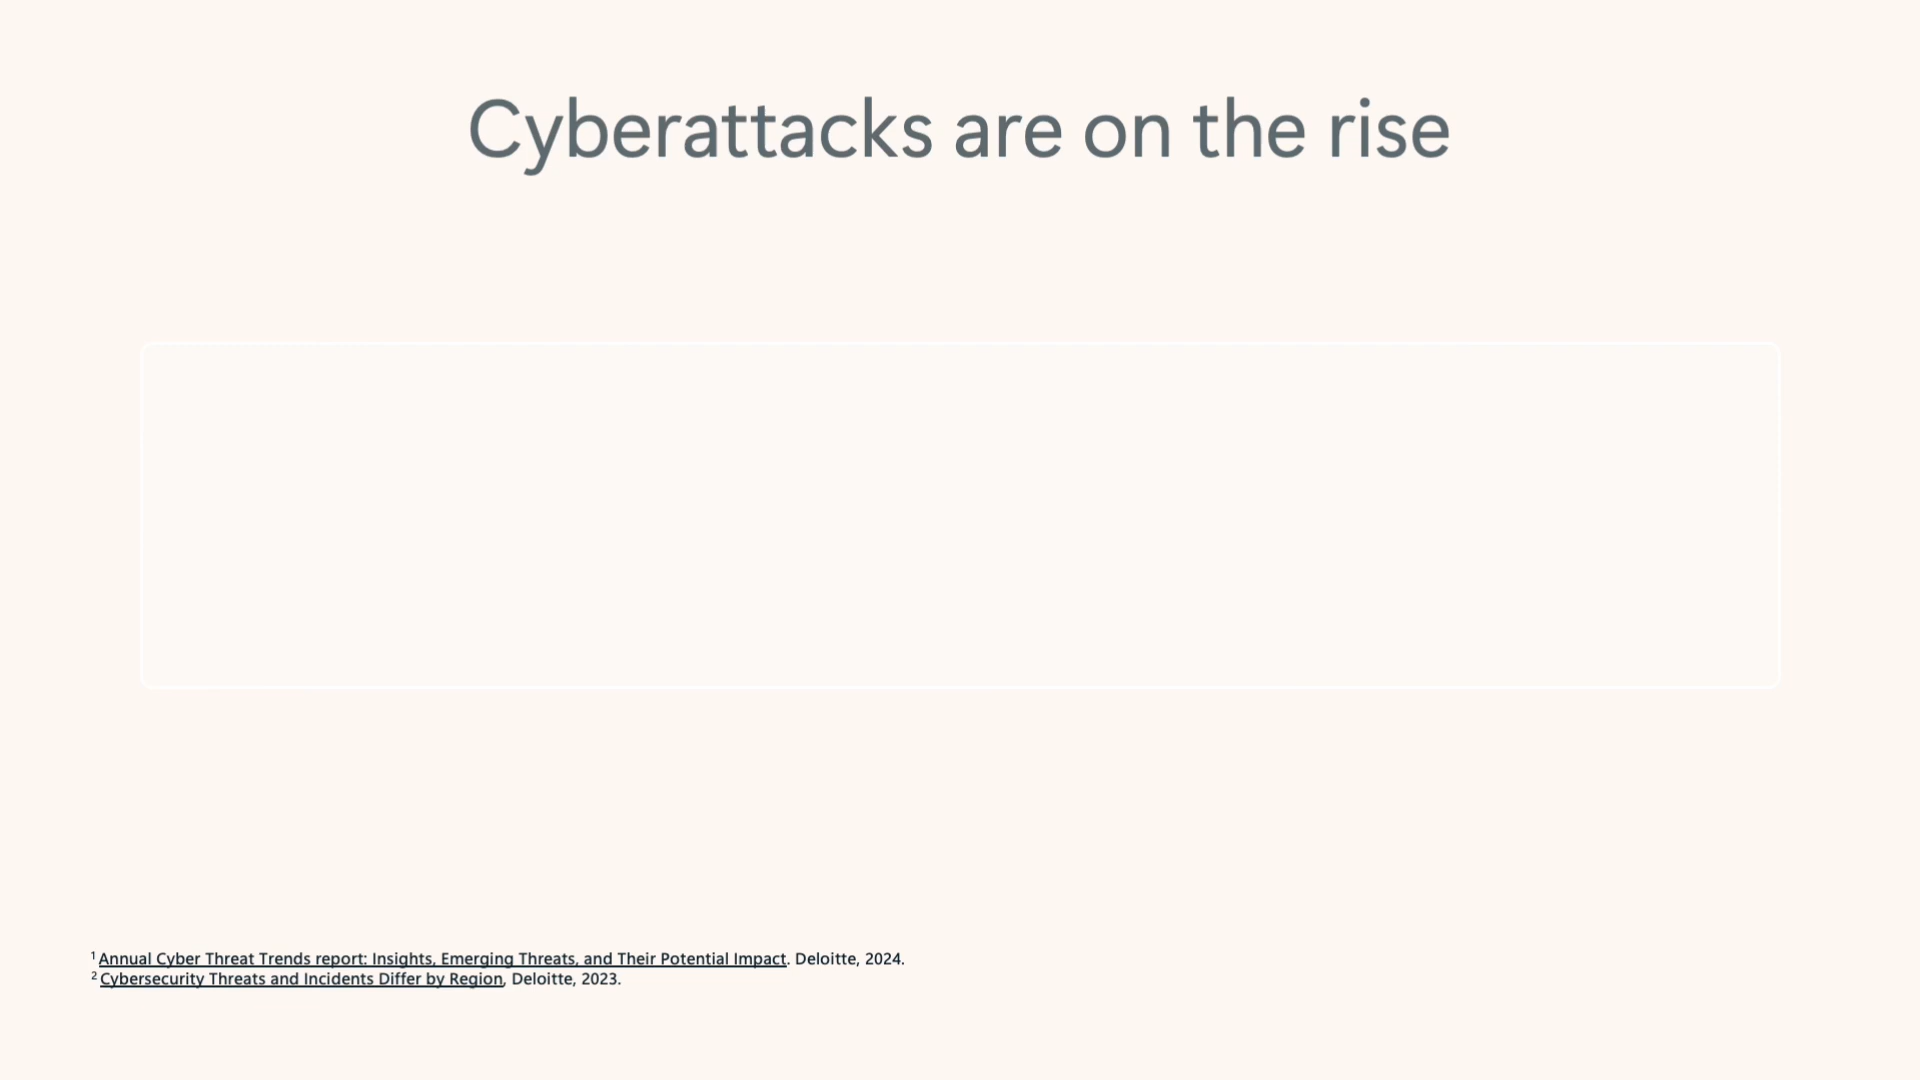 Cyberattacks are on the rise
1 Annual Cyber Threat Trends report: Insights, Emerging Threats, and Their Potential Impact. Deloitte, 2024.
2 Cybersecurity Threats and Incidents Differ by Region, Deloitte, 2023.